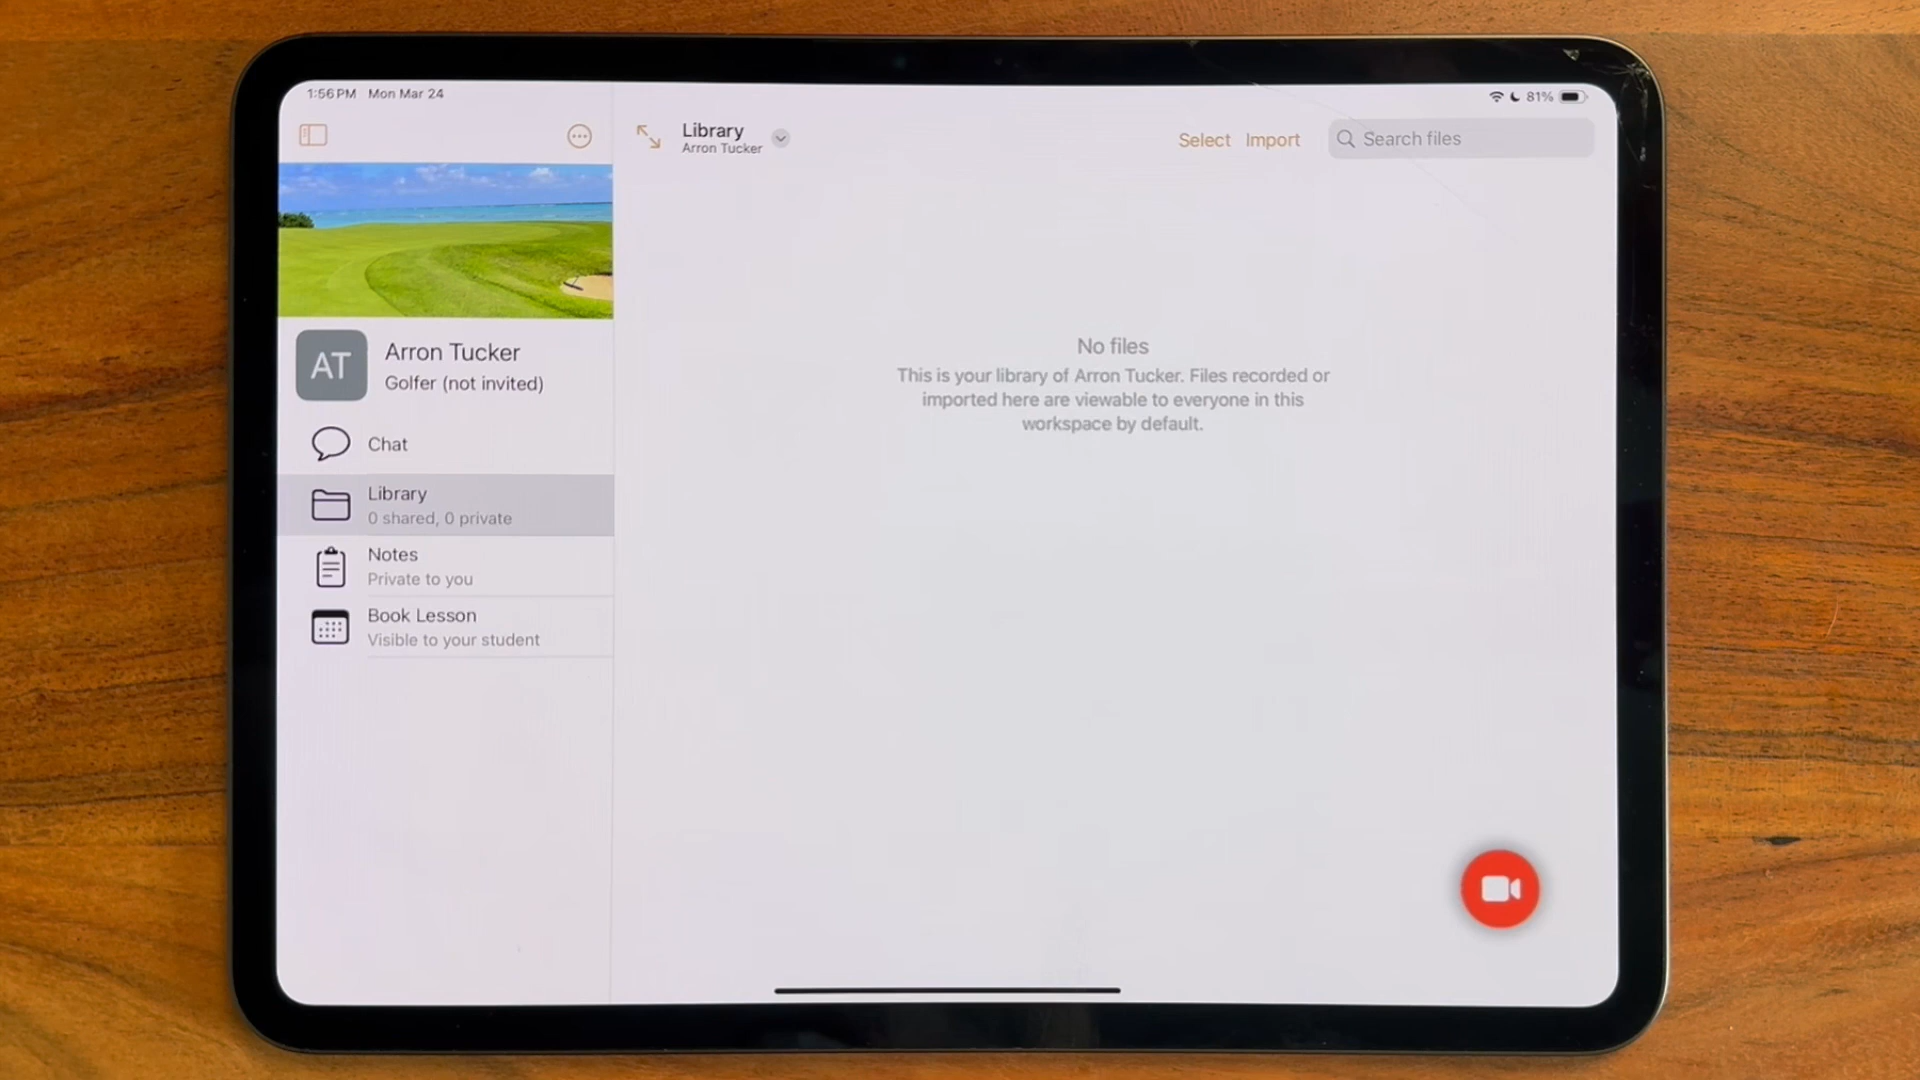 1:56 PM Mon Mar 24
81%
Library
Arron Tucker
Select Import
Search files
AT
Arron Tucker
Golfer (not invited)
Chat
Library
0 shared, 0 private
Notes
Private to you
Book Lesson
Visible to your student
No files
This is your library of Arron Tucker. Files recorded or
imported here are viewable to everyone in this
workspace by default.